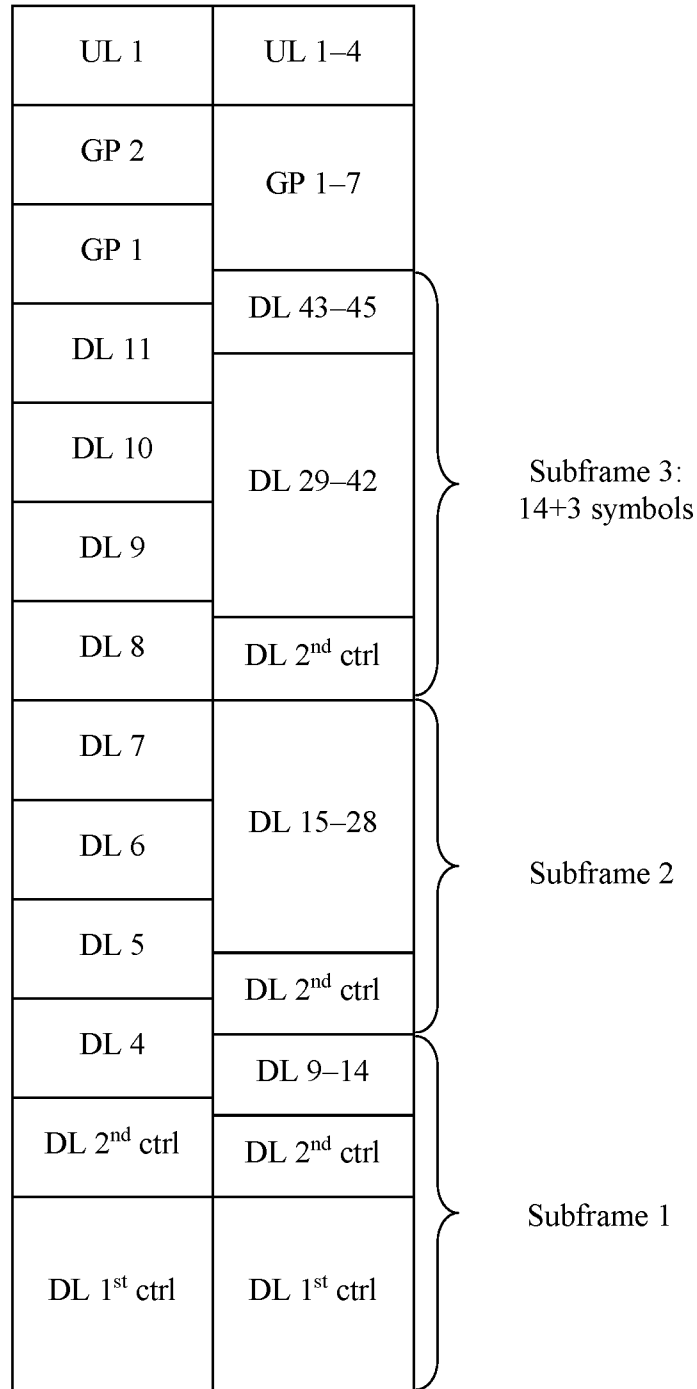 UL 1
UL 1–4
GP 2
GP 1–7
GP 1
DL 43–45
DL 11
DL 10
DL 29–42
Subframe 3:
14+3 symbols
DL 9
DL 8
DL 2nd ctrl
DL 7
DL 15–28
DL 6
Subframe 2
DL 5
DL 2nd ctrl
DL 4
DL 9–14
DL 2nd ctrl
DL 2nd ctrl
Subframe 1
DL 1st ctrl
DL 1st ctrl